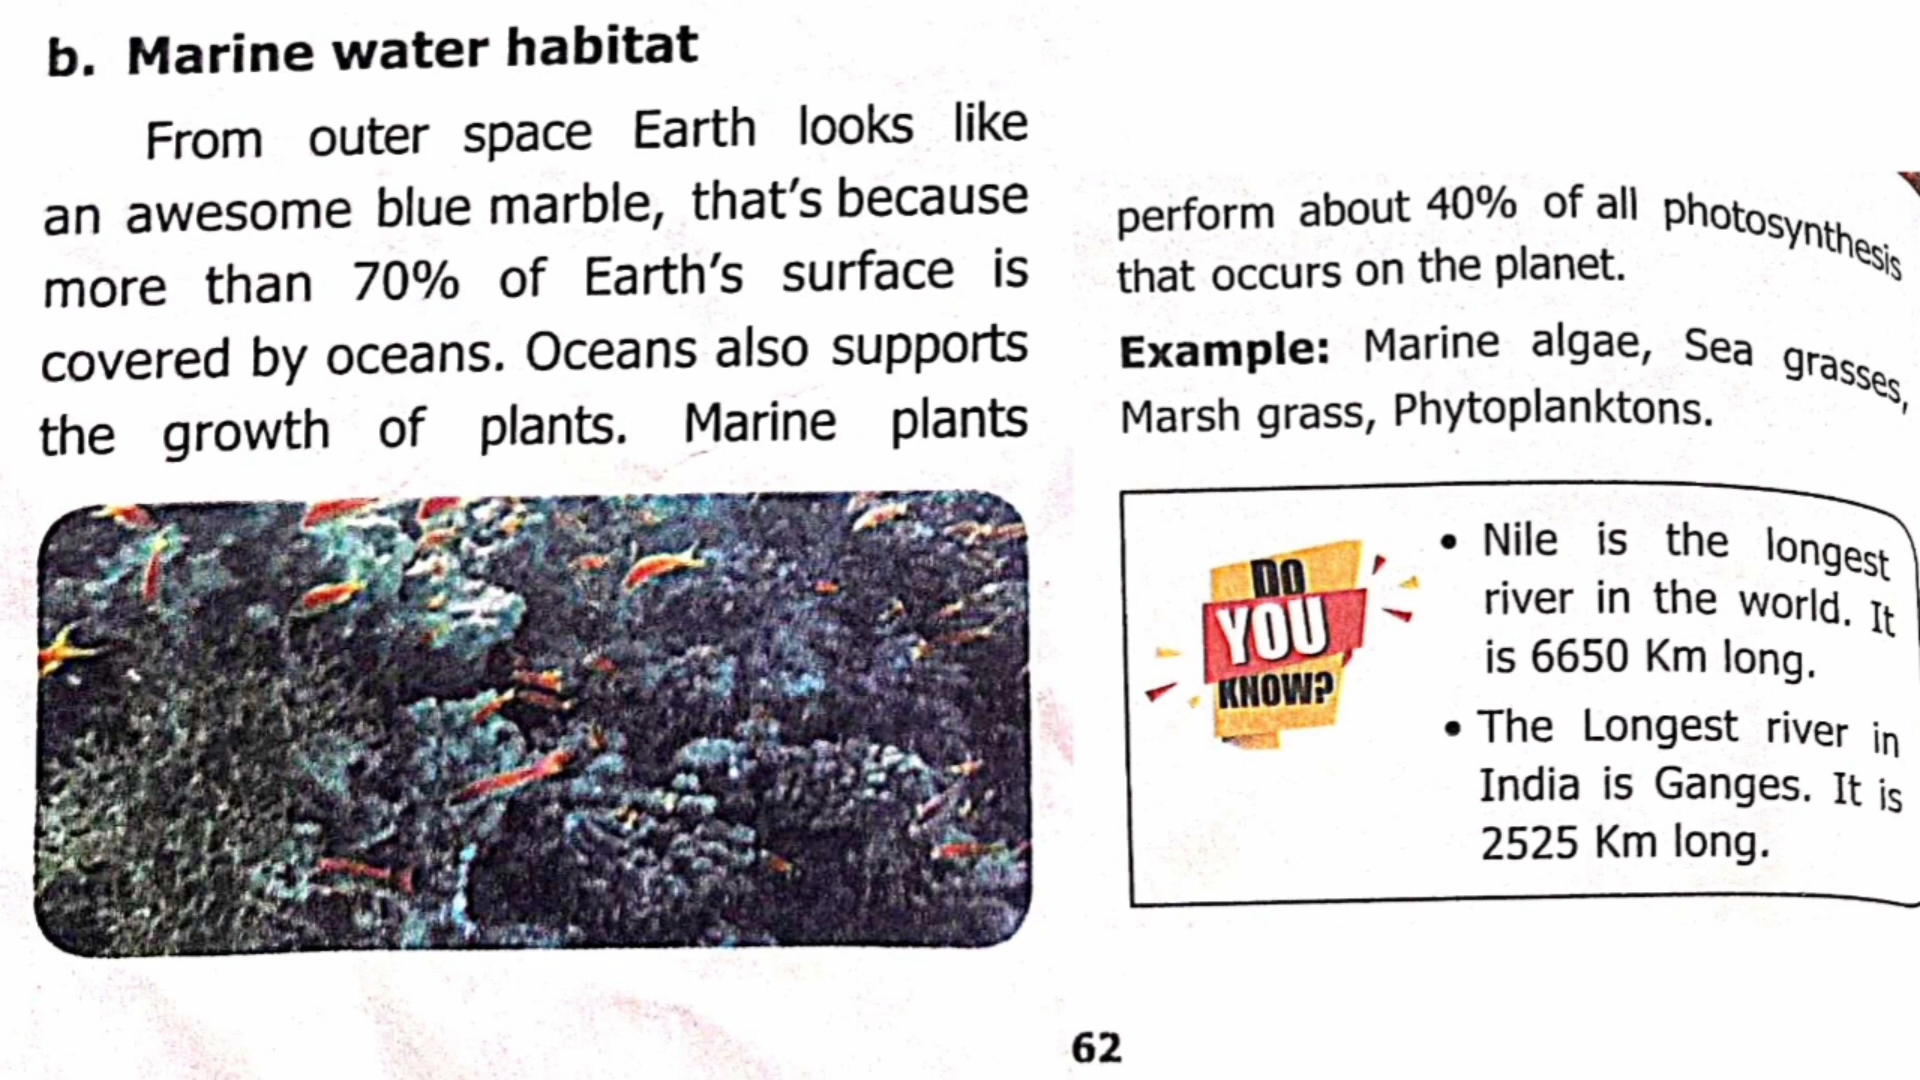 b. Marine water habitat
From outer space Earth looks like
an awesome blue marble, that's because
more than 70% of Earth's surface is
covered by oceans. Oceans also supports
the growth of plants. Marine plants
perform about 40% of all photosynthesis
that occurs on the planet.
Example: Marine algae, Sea grasses,
Marsh grass, Phytoplanktons.
DO
YOU
KNOW?
• Nile is the longest
river in the world. It
is 6650 Km long.
• The Longest river in
India is Ganges. It is
2525 Km long.
62